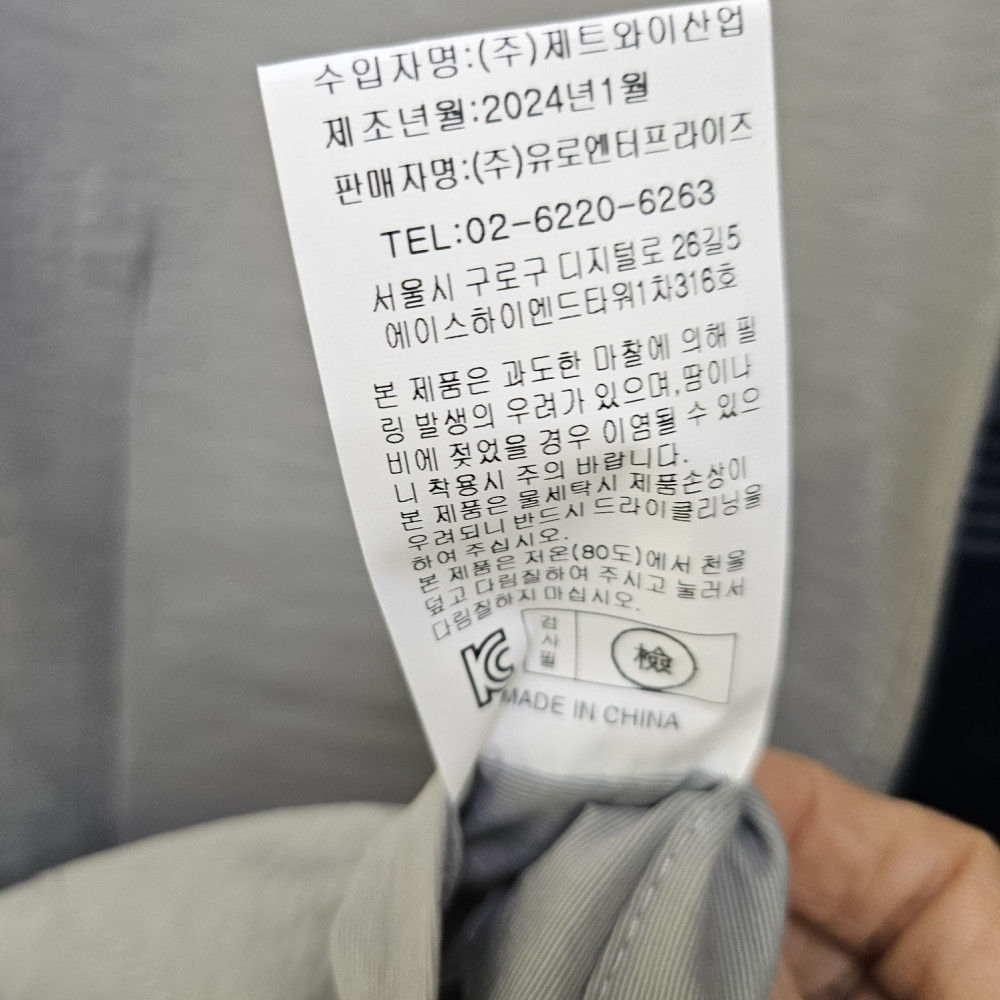 수입자명:(주)제트와이산업
제조년월:2024년1월
판매자명:(주)유로엔터프라이즈
TEL:02-6220-6263
서울시 구로구 디지털로 26길5
에이스하이엔드타워1차316호
본 제품은 과도한 마찰에 의해 필
링 발생의 우려가 있으며,땀이나
비에 젖었을 경우 이염될 수 있으
니 착용시 주의 바랍니다.
본 제품은 물세탁시 제품손상이
우려되니 반드시 드라이클리닝을
하여 주십시오.
본 제품은 저온(80도)에서 천을
덮고 다림질하여 주시고 눌러서
다림질하지 마십시오.
검
사
필
檢
KC
MADE IN CHINA